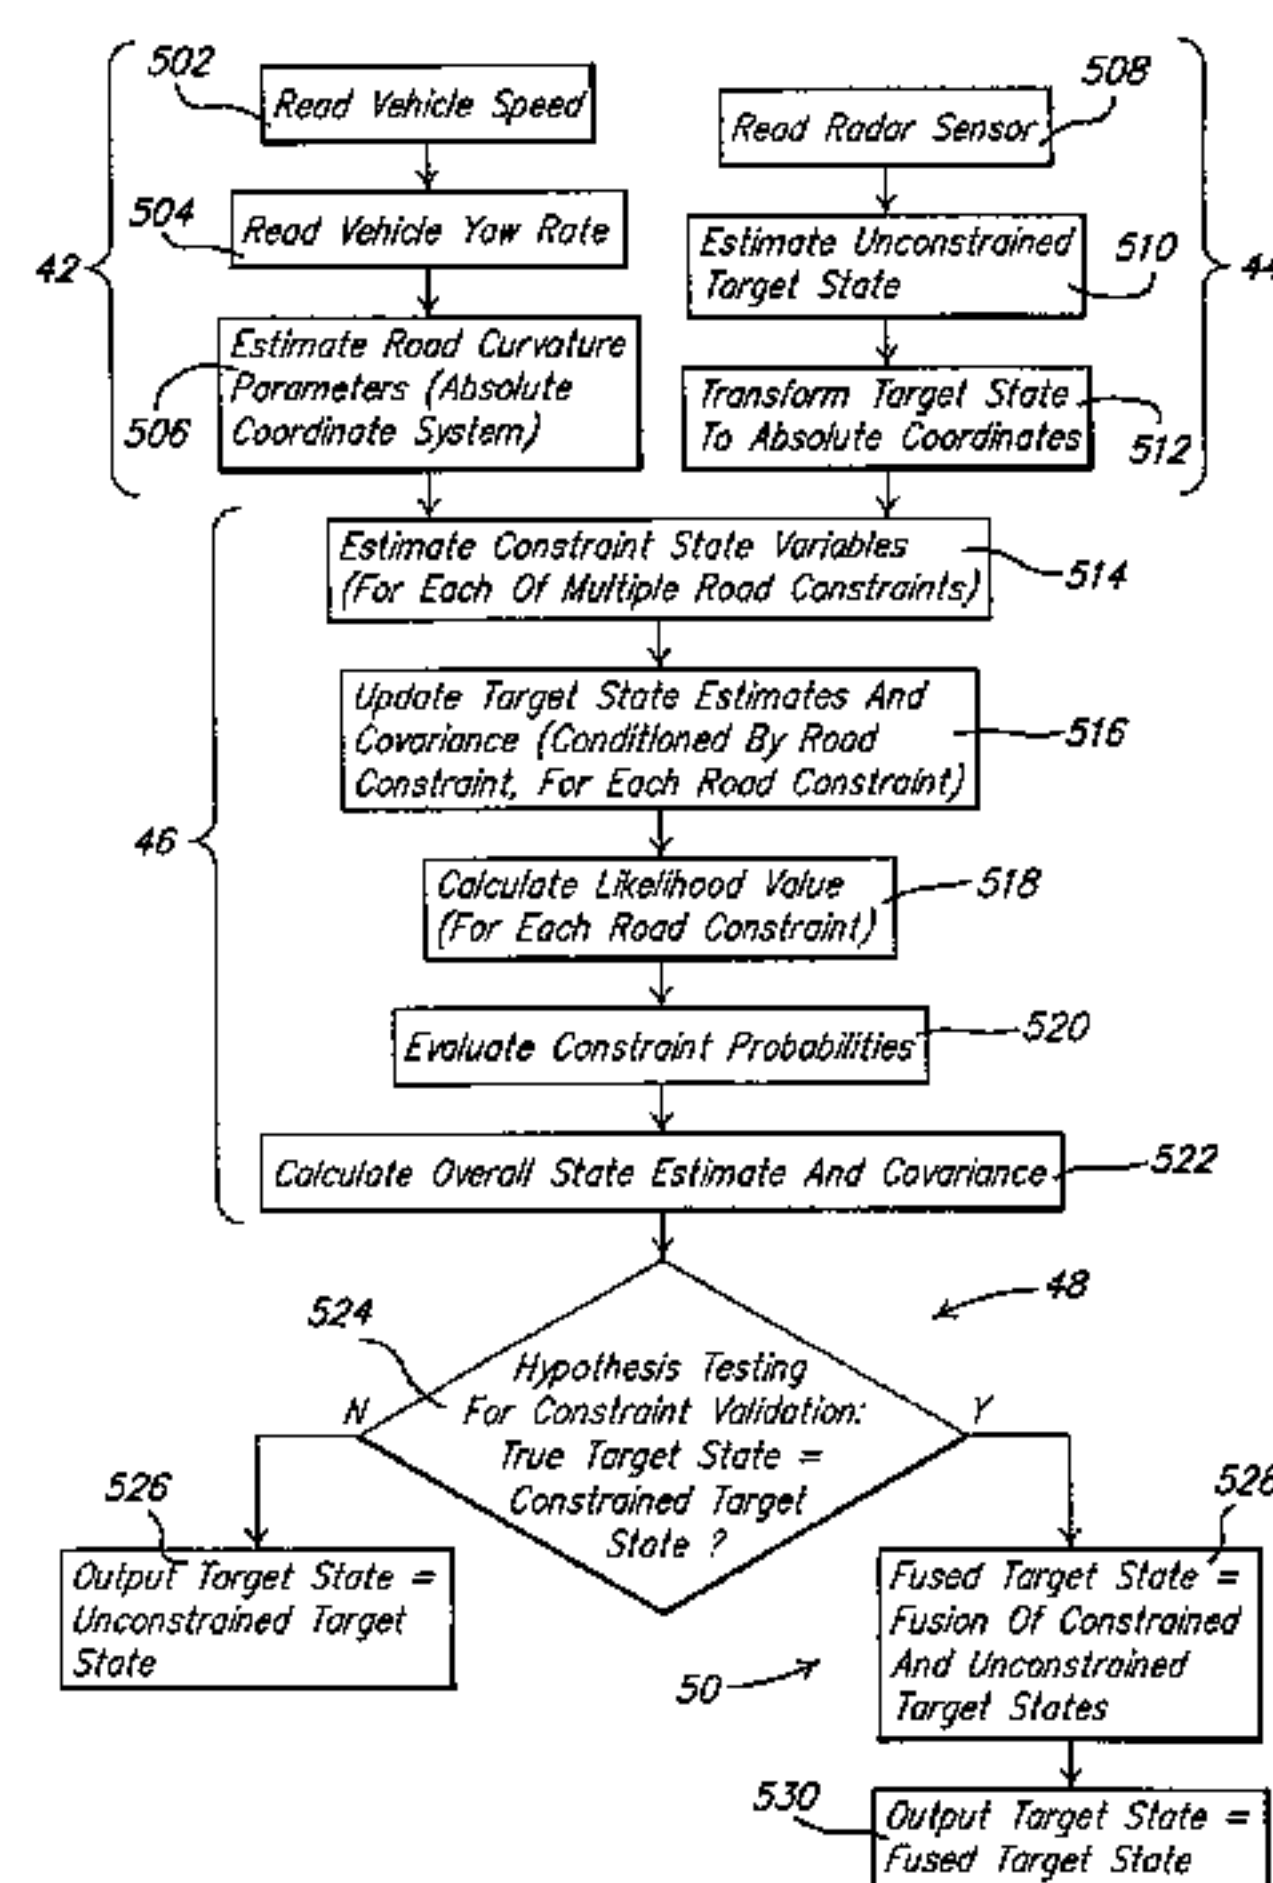 502
Read Vehicle Speed
504
Read Vehicle Yaw Rate
42
Estimate Road Curvature
Parameters (Absolute
Coordinate System)
506
508
Read Radar Sensor
Estimate Unconstrained
Target State
510
44
Transform Target State
To Absolute Coordinates
512
Estimate Constraint State Variables
(For Each Of Multiple Road Constraints)
514
Update Target State Estimates And
Covariance (Conditioned By Road
Constraint, For Each Road Constraint)
516
46
Calculate Likelihood Value
(For Each Road Constraint)
518
Evaluate Constraint Probabilities
520
Calculate Overall State Estimate And Covariance
522
48
524
Hypothesis Testing
For Constraint Validation:
True Target State =
Constrained Target
State ?
N
Y
526
Output Target State =
Unconstrained Target
State
528
Fused Target State =
Fusion Of Constrained
And Unconstrained
Target States
50
530
Output Target State =
Fused Target State